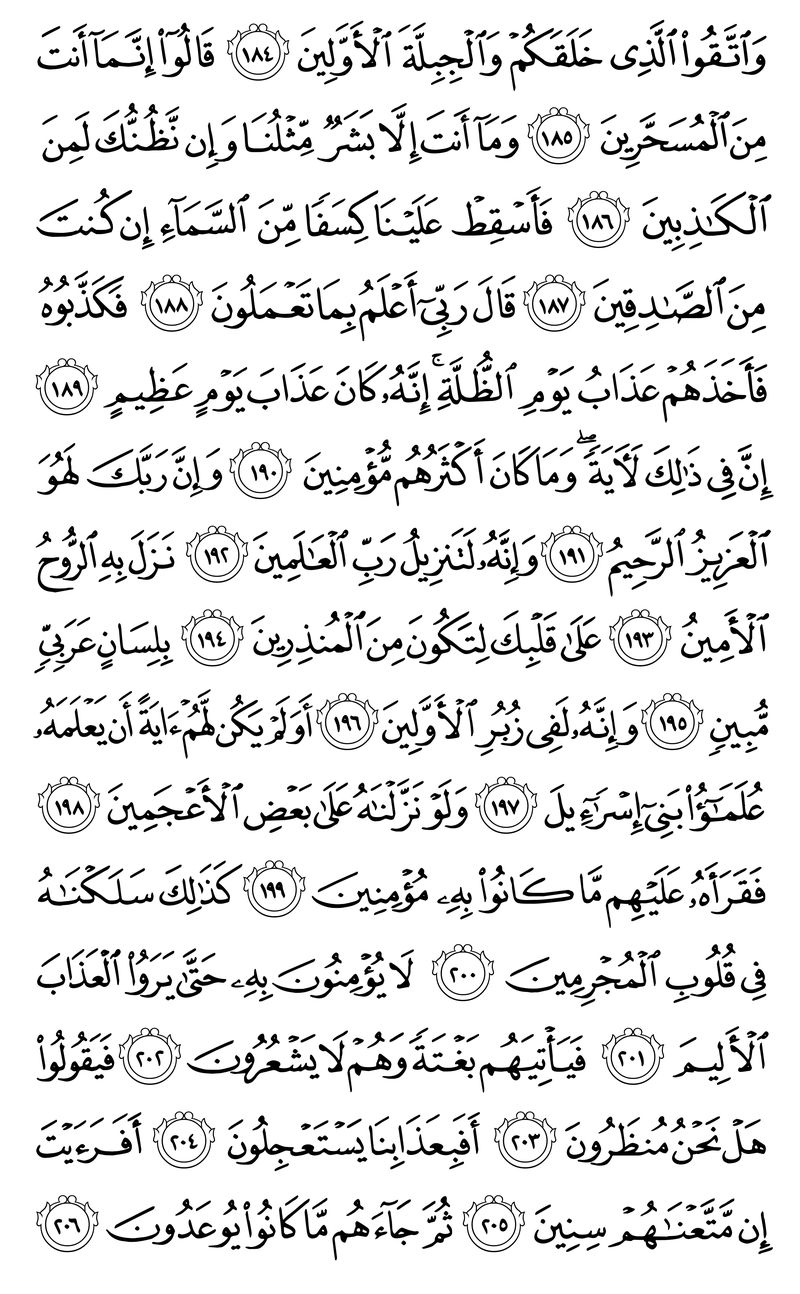 وَٱتَّقُوا۟ ٱلَّذِى خَلَقَكُمْ وَٱلْجِبِلَّةَ ٱلْأَوَّلِينَ ١٨٤ قَالُوٓا۟ إِنَّمَآ أَنتَ
مِنَ ٱلْمُسَحَّرِينَ ١٨٥ وَمَآ أَنتَ إِلَّا بَشَرٌ مِّثْلُنَا وَإِن نَّظُنُّكَ لَمِنَ
ٱلْكَـٰذِبِينَ ١٨٦ فَأَسْقِطْ عَلَيْنَا كِسَفًا مِّنَ ٱلسَّمَآءِ إِن كُنتَ
مِنَ ٱلصَّـٰدِقِينَ ١٨٧ قَالَ رَبِّىٓ أَعْلَمُ بِمَا تَعْمَلُونَ ١٨٨ فَكَذَّبُوهُ
فَأَخَذَهُمْ عَذَابُ يَوْمِ ٱلظُّلَّةِ ۚ إِنَّهُۥ كَانَ عَذَابَ يَوْمٍ عَظِيمٍ ١٨٩
إِنَّ فِى ذَٰلِكَ لَـَٔايَةً ۖ وَمَا كَانَ أَكْثَرُهُم مُّؤْمِنِينَ ١٩٠ وَإِنَّ رَبَّكَ لَهُوَ
ٱلْعَزِيزُ ٱلرَّحِيمُ ١٩١ وَإِنَّهُۥ لَتَنزِيلُ رَبِّ ٱلْعَـٰلَمِينَ ١٩٢ نَزَلَ بِهِ ٱلرُّوحُ
ٱلْأَمِينُ ١٩٣ عَلَىٰ قَلْبِكَ لِتَكُونَ مِنَ ٱلْمُنذِرِينَ ١٩٤ بِلِسَانٍ عَرَبِىٍّ
مُّبِينٍ ١٩٥ وَإِنَّهُۥ لَفِى زُبُرِ ٱلْأَوَّلِينَ ١٩٦ أَوَلَمْ يَكُن لَّهُمْ ءَايَةً أَن يَعْلَمَهُۥ
عُلَمَـٰٓؤُا۟ بَنِىٓ إِسْرَٰٓءِيلَ ١٩٧ وَلَوْ نَزَّلْنَـٰهُ عَلَىٰ بَعْضِ ٱلْأَعْجَمِينَ ١٩٨
فَقَرَأَهُۥ عَلَيْهِم مَّا كَانُوا۟ بِهِۦ مُؤْمِنِينَ ١٩٩ كَذَٰلِكَ سَلَكْنَـٰهُ
فِى قُلُوبِ ٱلْمُجْرِمِينَ ٢٠٠ لَا يُؤْمِنُونَ بِهِۦ حَتَّىٰ يَرَوُا۟ ٱلْعَذَابَ
ٱلْأَلِيمَ ٢٠١ فَيَأْتِيَهُم بَغْتَةً وَهُمْ لَا يَشْعُرُونَ ٢٠٢ فَيَقُولُوا۟
هَلْ نَحْنُ مُنظَرُونَ ٢٠٣ أَفَبِعَذَابِنَا يَسْتَعْجِلُونَ ٢٠٤ أَفَرَءَيْتَ
إِن مَّتَّعْنَـٰهُمْ سِنِينَ ٢٠٥ ثُمَّ جَآءَهُم مَّا كَانُوا۟ يُوعَدُونَ ٢٠٦